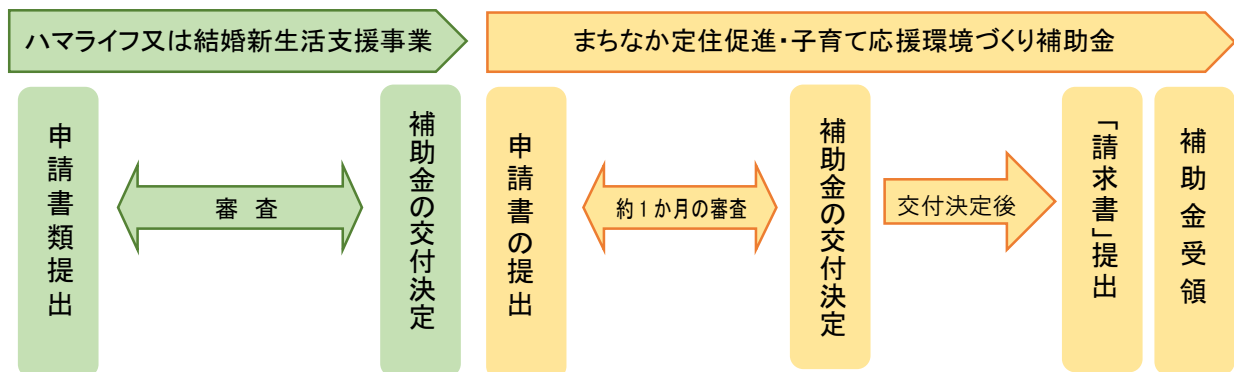 ハマライフ又は結婚新生活支援事業
まちなか定住促進・子育て応援環境づくり補助金
申請書類提出
審 査
補助金の交付決定
申請書の提出
約1か月の審査
補助金の交付決定
交付決定後
「請求書」提出
補助金受領